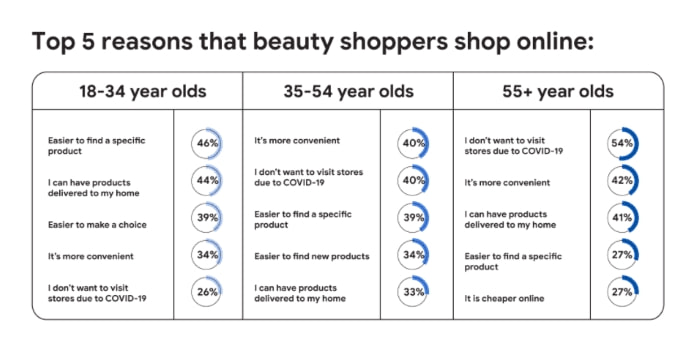 Top 5 reasons that beauty shoppers shop online:
18-34 year olds
Easier to find a specific
product
46%
I can have products
delivered to my home
44%
Easier to make a choice
39%
It's more convenient
34%
I don't want to visit
stores due to COVID-19
26%
35-54 year olds
It's more convenient
40%
I don't want to visit stores
due to COVID-19
40%
Easier to find a specific
product
39%
Easier to find new products
34%
I can have products
delivered to my home
33%
55+ year olds
I don't want to visit
stores due to COVID-19
54%
It's more convenient
42%
I can have products
delivered to my home
41%
Easier to find a specific
product
27%
It is cheaper online
27%